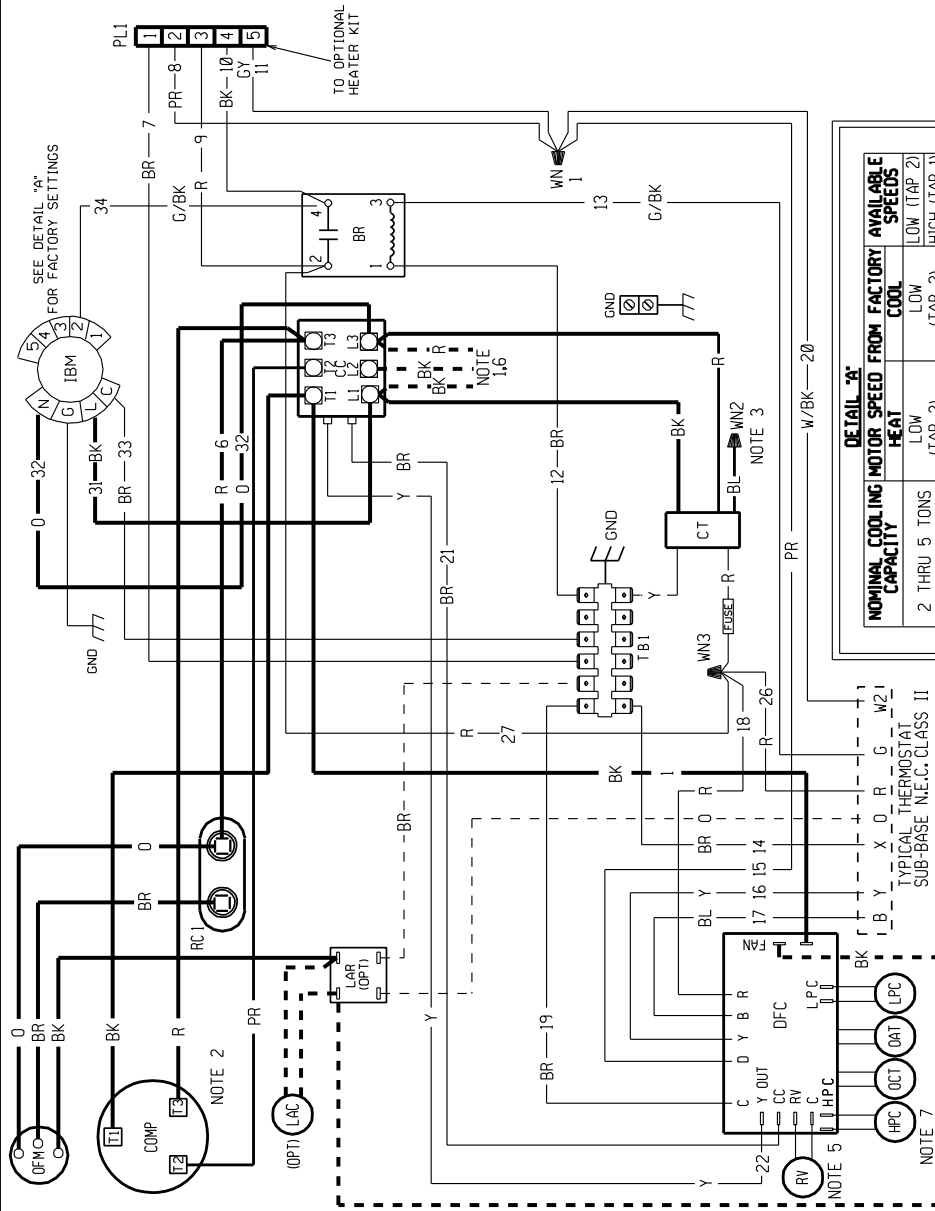 PL1
1
2
3
4
5
TO OPTIONAL
HEATER KIT
BR
7
PR
8
R
9
BK
10
GY
11
SEE DETAIL "A"
FOR FACTORY SETTINGS
34
G/BK
IBM
5
4
3
2
1
N
G
L
C
4
3
2
1
BR
WN
1
13
G/BK
O
32
31
BK
BR
33
GND
R
6
O
32
T3
T2
T1
CC
L3
L2
L1
R
BK
BK
NOTE
1,6
GND
BR
Y
BR
21
12
BR
BK
R
BL
WN2
NOTE 3
CT
GND
Y
R
FUSE
TB1
WN3
W/BK
20
PR
R
27
18
R
26
BK
1
BR
O
BR
RC1
LAR
(OPT)
(OPT)
LAC
O
BR
BK
OFM
BK
R
PR
T1
T3
T2
COMP
NOTE 2
Y
BR
19
R
O
BR
14
15
Y
16
BL
17
FAN
BK
R
B
Y
D
C
DFC
LPC
Y OUT
CC
RV
C
HPC
22
Y
RV
NOTE 5
HPC
OCT
OAT
LPC
NOTE 7
B
Y
X
O
R
G
W2
TYPICAL THERMOSTAT
SUB-BASE N.E.C. CLASS II
DETAIL "A"
NOMINAL COOLING
CAPACITY
MOTOR SPEED FROM FACTORY
HEAT
COOL
AVAILABLE
SPEEDS
2 THRU 5 TONS
LOW
(TAP 2)
LOW
(TAP 2)
LOW (TAP 2)
HIGH (TAP 1)